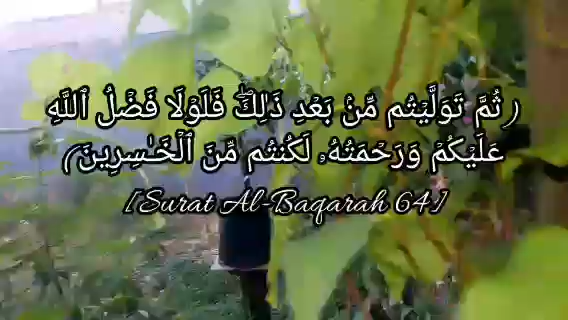 (ثُمَّ تَوَلَّيْتُم مِّنۢ بَعْدِ ذَٰلِكَۖ فَلَوْلَا فَضْلُ ٱللَّهِ
عَلَيْكُمْ وَرَحْمَتُهُۥ لَكُنتُم مِّنَ ٱلْخَـٰسِرِينَ)
[Surat Al-Baqarah 64]